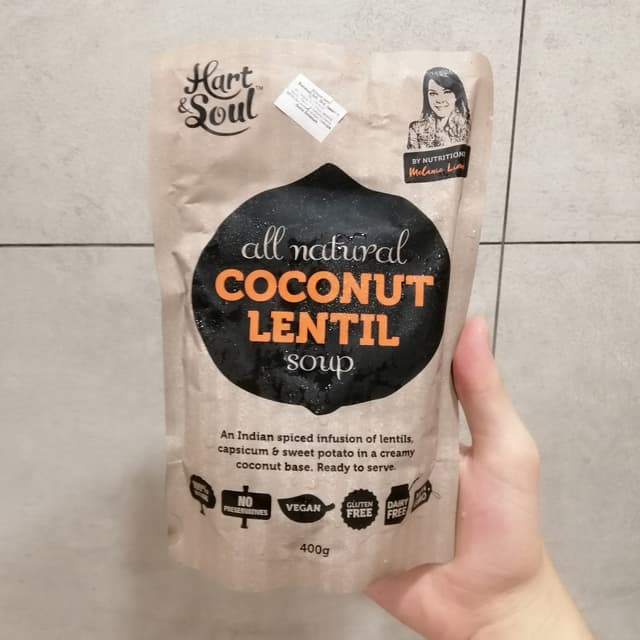 Hart
& Soul™
BY NUTRITIONIST
all natural
COCONUT
LENTIL
soup
An Indian spiced infusion of lentils,
capsicum & sweet potato in a creamy
coconut base. Ready to serve.
NO
PRESERVATIVES
VEGAN
GLUTEN
FREE
DAIRY
FREE
400g